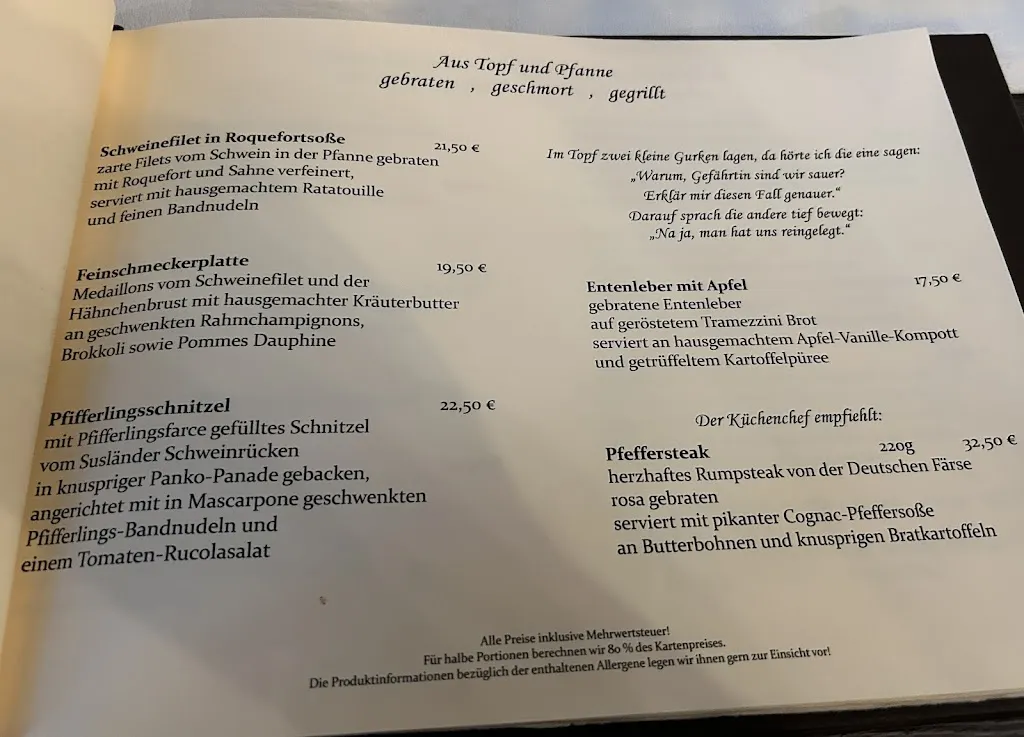 Aus Topf und Pfanne
gebraten , geschmort , gegrillt
Schweinefilet in Roquefortsoße 21,50 €
zarte Filets vom Schwein in der Pfanne gebraten
mit Roquefort und Sahne verfeinert,
serviert mit hausgemachtem Ratatouille
und feinen Bandnudeln
Feinschmeckerplatte 19,50 €
Medaillons vom Schweinefilet und der
Hähnchenbrust mit hausgemachter Kräuterbutter
an geschwenkten Rahmchampignons,
Brokkoli sowie Pommes Dauphine
Pfifferlingsschnitzel 22,50 €
mit Pfifferlingsfarce gefülltes Schnitzel
vom Susländer Schweinrücken
in knuspriger Panko-Panade gebacken,
angerichtet mit in Mascarpone geschwenkten
Pfifferlings-Bandnudeln und
einem Tomaten-Rucolasalat
Im Topf zwei kleine Gurken lagen, da hörte ich die eine sagen:
„Warum, Gefährtin sind wir sauer?
Erklär mir diesen Fall genauer.“
Darauf sprach die andere tief bewegt:
„Na ja, man hat uns reingelegt.“
Entenleber mit Apfel 17,50 €
gebratene Entenleber
auf geröstetem Tramezzini Brot
serviert an hausgemachtem Apfel-Vanille-Kompott
und getrüffeltem Kartoffelpüree
Der Küchenchef empfiehlt:
Pfeffersteak 220g 32,50 €
herzhaftes Rumpsteak von der Deutschen Färse
rosa gebraten
serviert mit pikanter Cognac-Pfeffersoße
an Butterbohnen und knusprigen Bratkartoffeln
Alle Preise inklusive Mehrwertsteuer!
Für halbe Portionen berechnen wir 80 % des Kartenpreises.
Die Produktinformationen bezüglich der enthaltenen Allergene legen wir ihnen gern zur Einsicht vor!